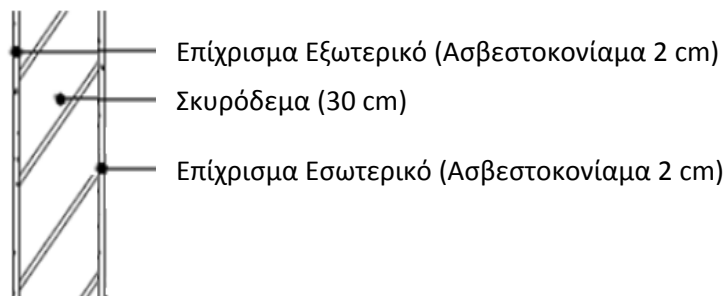 Επίχρισμα Εξωτερικό (Ασβεστοκονίαμα 2 cm)
Σκυρόδεμα (30 cm)
Επίχρισμα Εσωτερικό (Ασβεστοκονίαμα 2 cm)